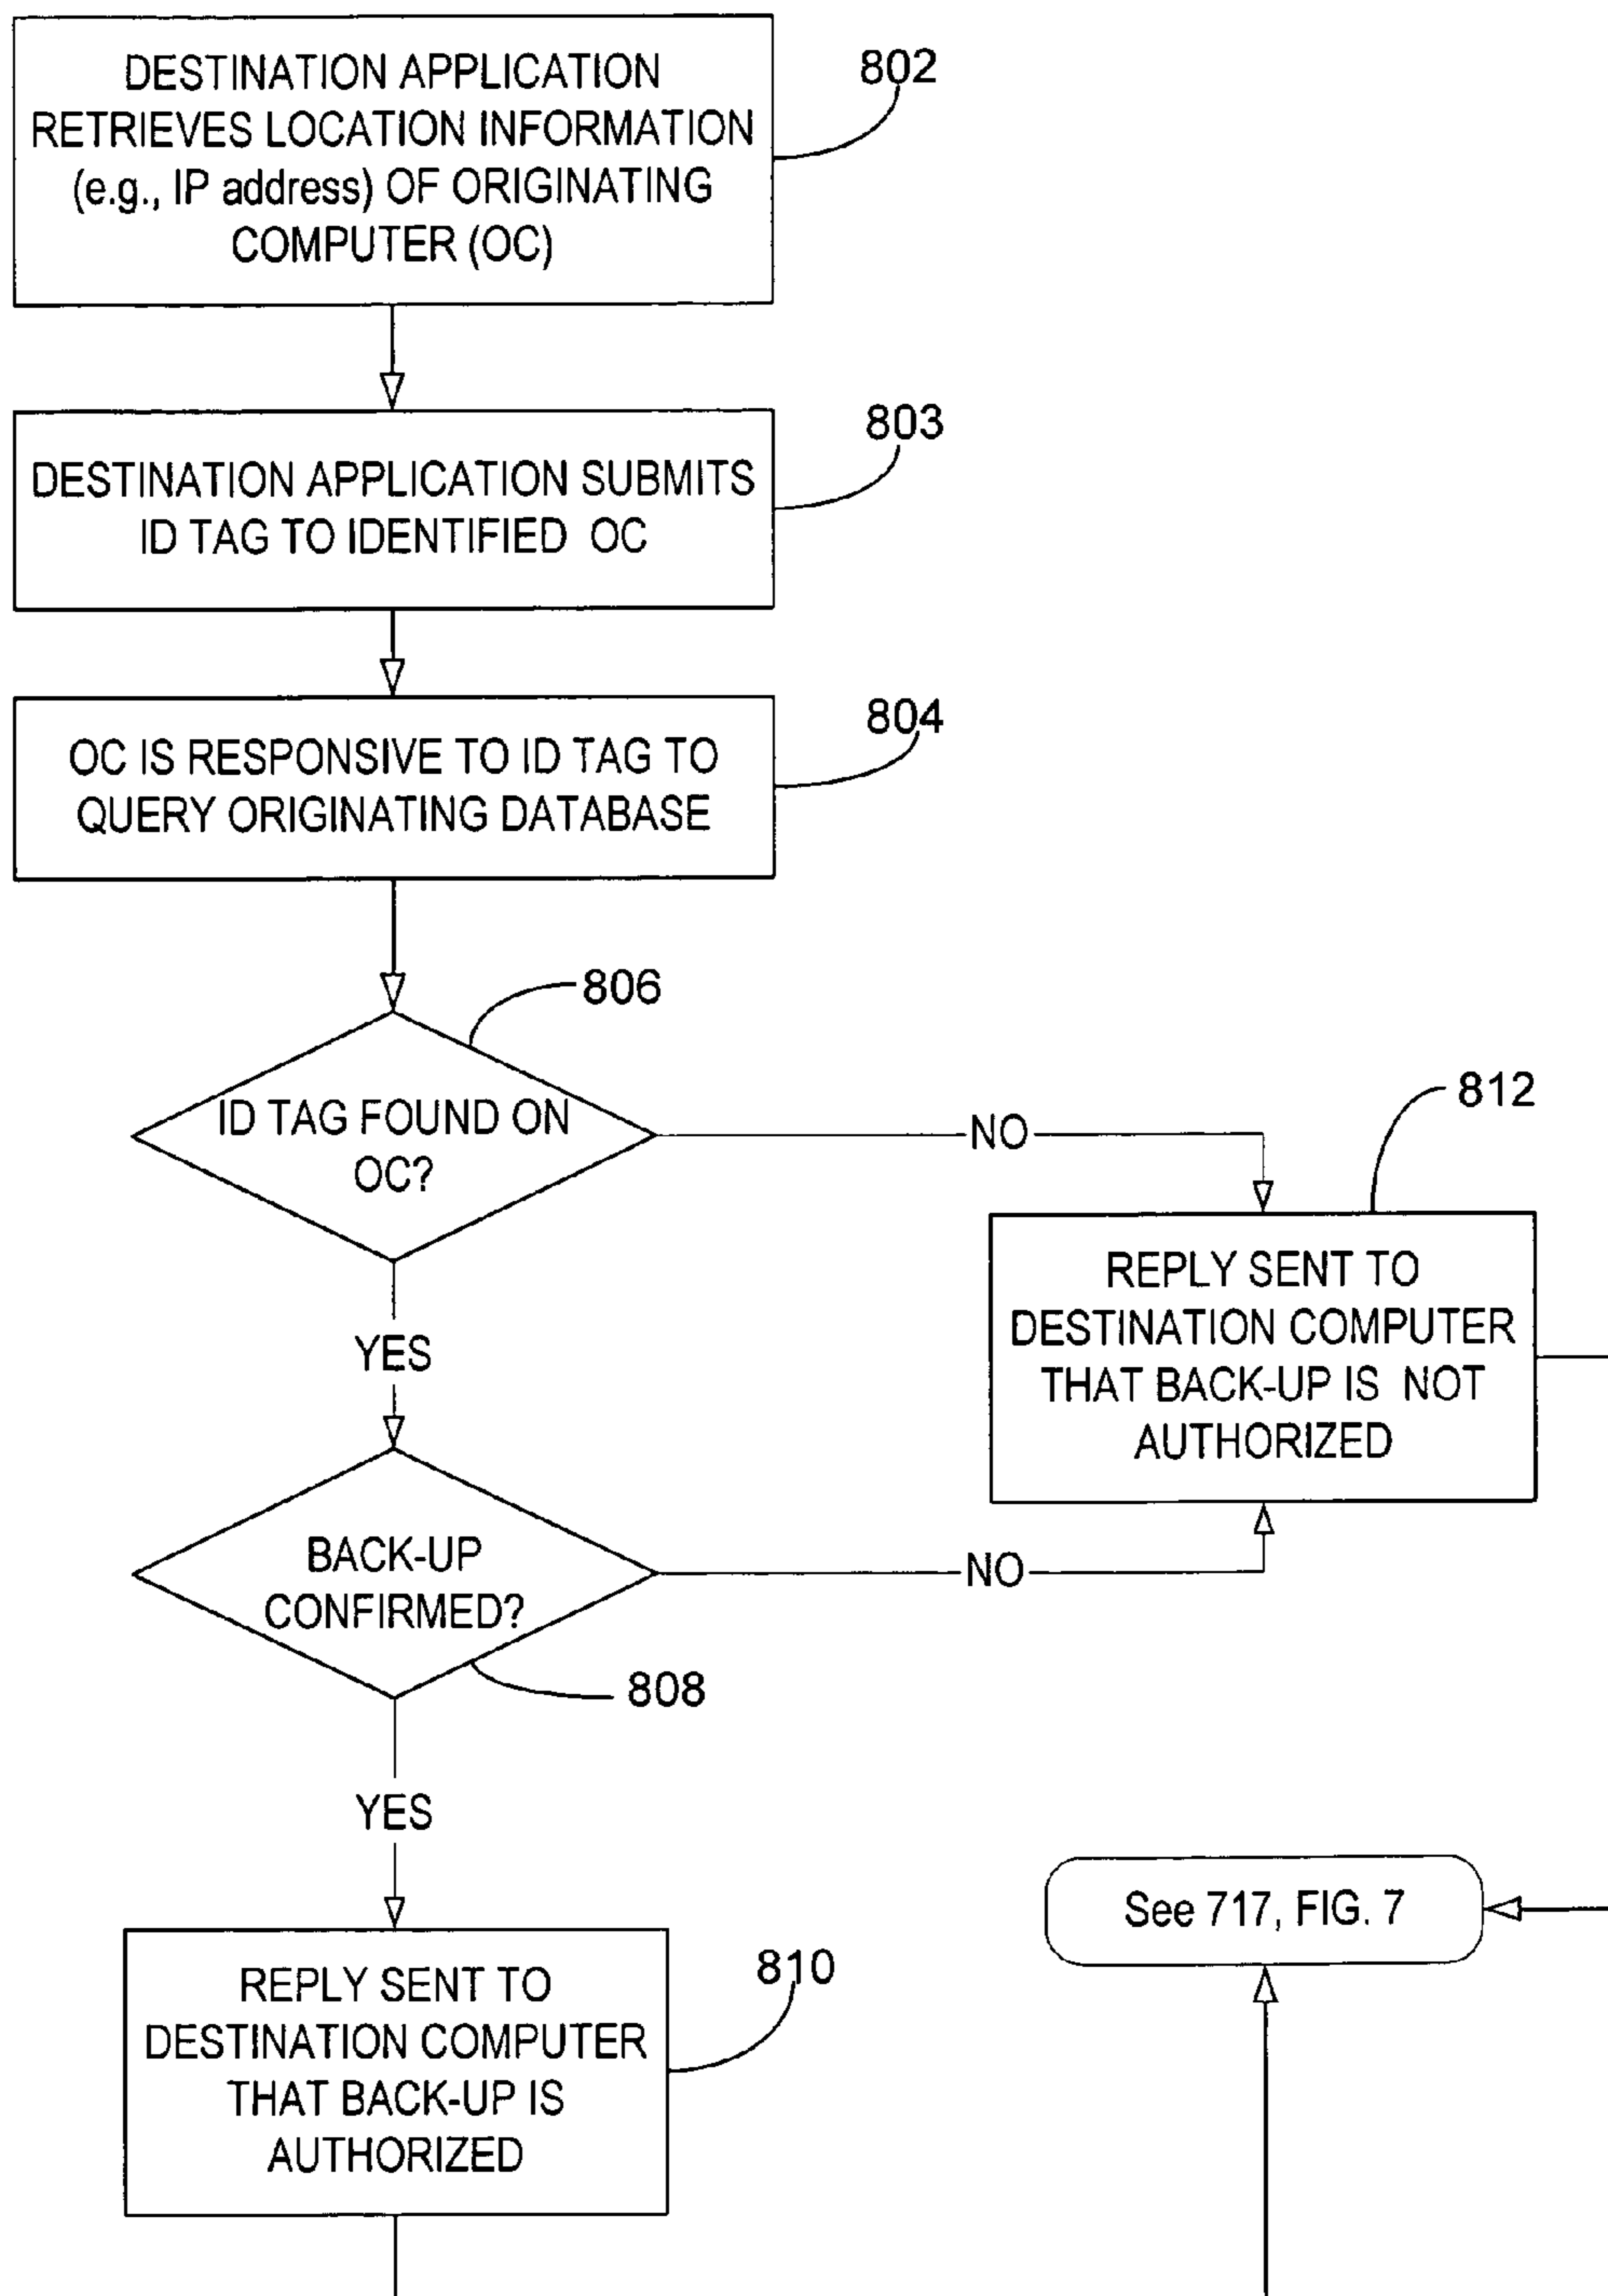 DESTINATION APPLICATION
RETRIEVES LOCATION INFORMATION
(e.g., IP address) OF ORIGINATING
COMPUTER (OC)
802
DESTINATION APPLICATION SUBMITS
ID TAG TO IDENTIFIED OC
803
OC IS RESPONSIVE TO ID TAG TO
QUERY ORIGINATING DATABASE
804
806
ID TAG FOUND ON
OC?
NO
812
REPLY SENT TO
DESTINATION COMPUTER
THAT BACK-UP IS NOT
AUTHORIZED
YES
BACK-UP
CONFIRMED?
NO
808
YES
See 717, FIG. 7
REPLY SENT TO
DESTINATION COMPUTER
THAT BACK-UP IS
AUTHORIZED
810